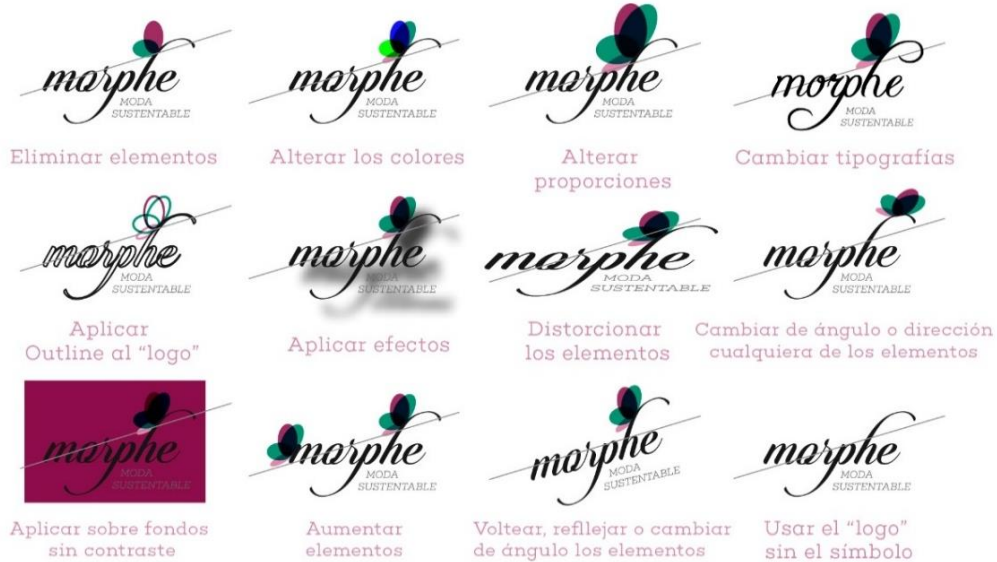 morphe
MODA
SUSTENTABLE
Eliminar elementos
morphe
MODA
SUSTENTABLE
Alterar los colores
morphe
MODA
SUSTENTABLE
Alterar
proporciones
morphe
MODA
SUSTENTABLE
Cambiar tipografías
morphe
MODA
SUSTENTABLE
Aplicar
Outline al “logo”
morphe
MODA
SUSTENTABLE
Aplicar efectos
morphe
MODA
SUSTENTABLE
Distorcionar
los elementos
morphe
MODA
SUSTENTABLE
Cambiar de ángulo o dirección
cualquiera de los elementos
morphe
MODA
SUSTENTABLE
Aplicar sobre fondos
sin contraste
morphe
MODA
SUSTENTABLE
Aumentar
elementos
morphe
MODA
SUSTENTABLE
Voltear, refllejar o cambiar
de ángulo los elementos
morphe
MODA
SUSTENTABLE
Usar el “logo”
sin el símbolo